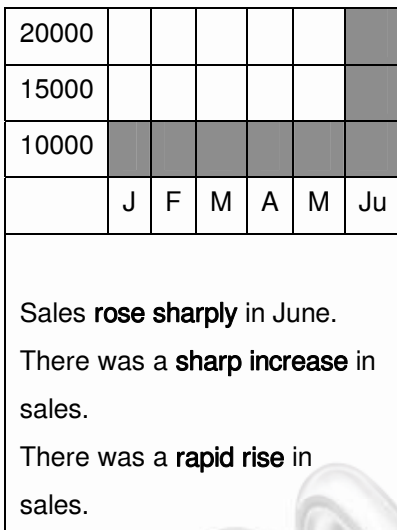 20000
15000
10000
J F M A M Ju
Sales rose sharply in June.
There was a sharp increase in
sales.
There was a rapid rise in
sales.